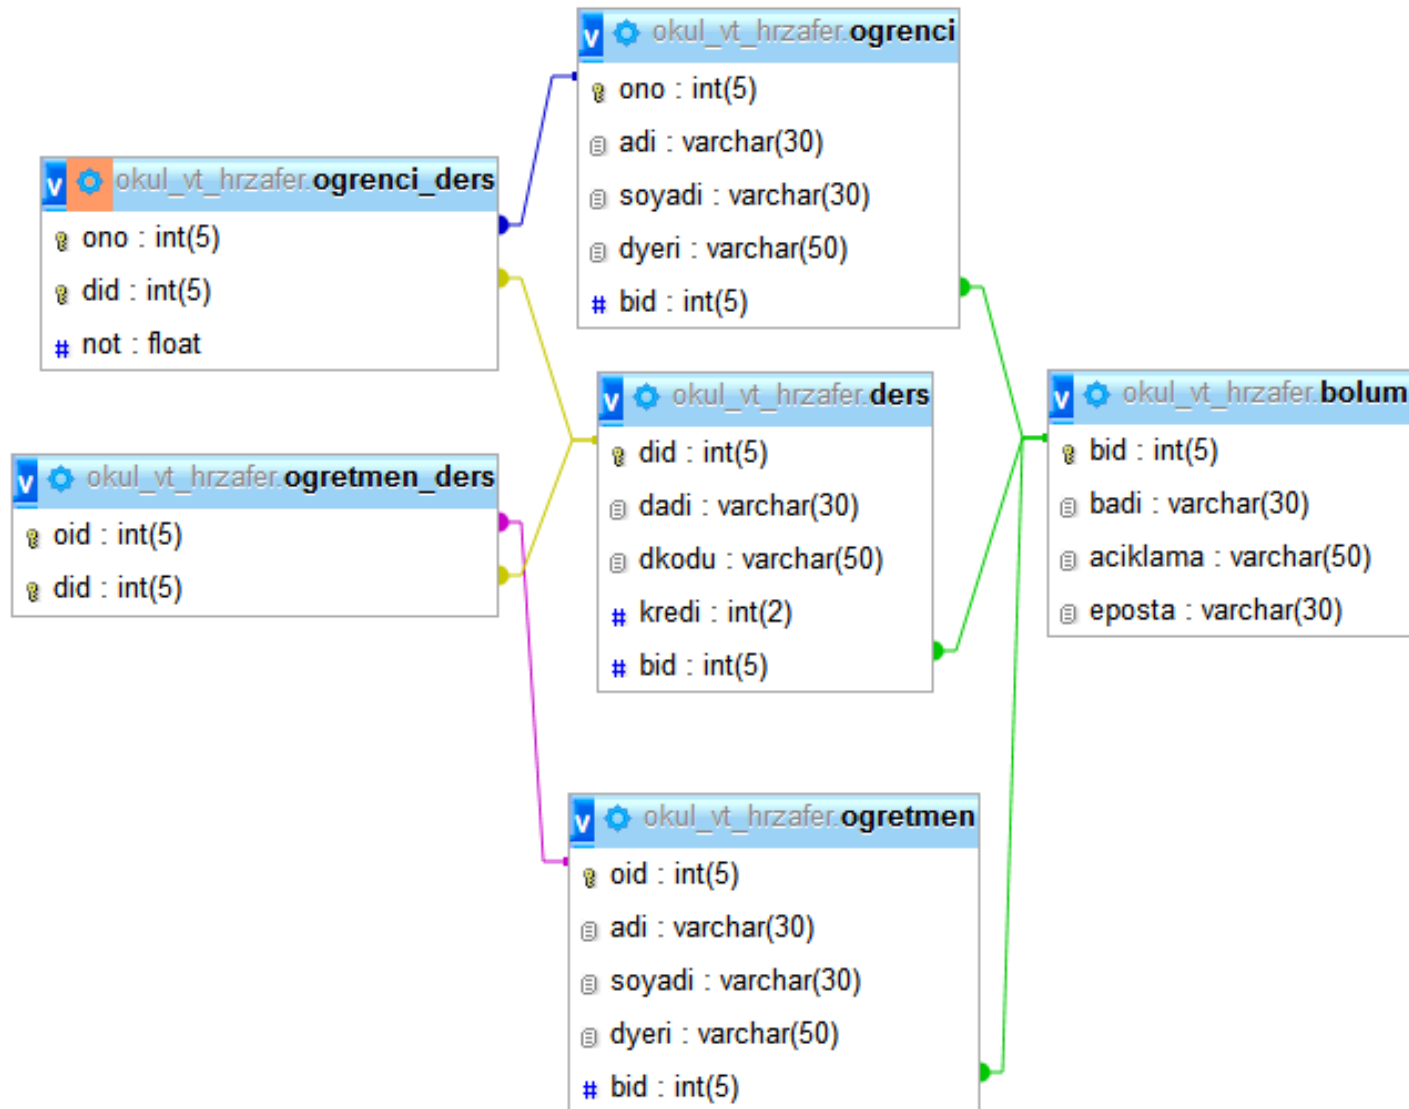 v okul_vt_hrzafer.ogrenci
ono : int(5)
adi : varchar(30)
soyadi : varchar(30)
dyeri : varchar(50)
# bid : int(5)
v okul_vt_hrzafer.ogrenci_ders
ono : int(5)
did : int(5)
# not : float
v okul_vt_hrzafer.ders
did : int(5)
dadi : varchar(30)
dkodu : varchar(50)
# kredi : int(2)
# bid : int(5)
v okul_vt_hrzafer.bolum
bid : int(5)
badi : varchar(30)
aciklama : varchar(50)
eposta : varchar(30)
v okul_vt_hrzafer.ogretmen_ders
oid : int(5)
did : int(5)
v okul_vt_hrzafer.ogretmen
oid : int(5)
adi : varchar(30)
soyadi : varchar(30)
dyeri : varchar(50)
# bid : int(5)